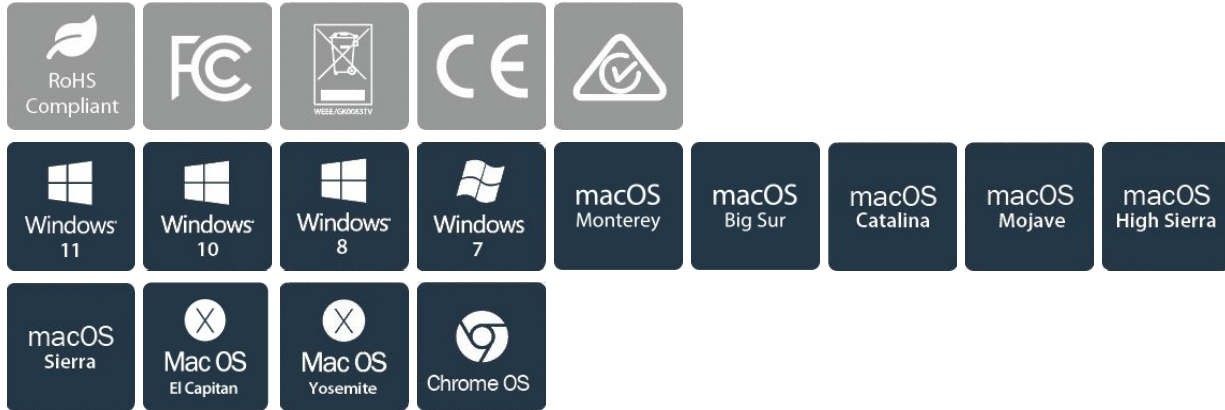 RoHS
Compliant
FC
WEEE/GK0063TV
CE
Windows
11
Windows
10
Windows
8
Windows
7
macOS
Monterey
macOS
Big Sur
macOS
Catalina
macOS
Mojave
macOS
High Sierra
macOS
Sierra
X
Mac OS
El Capitan
X
Mac OS
Yosemite
Chrome OS